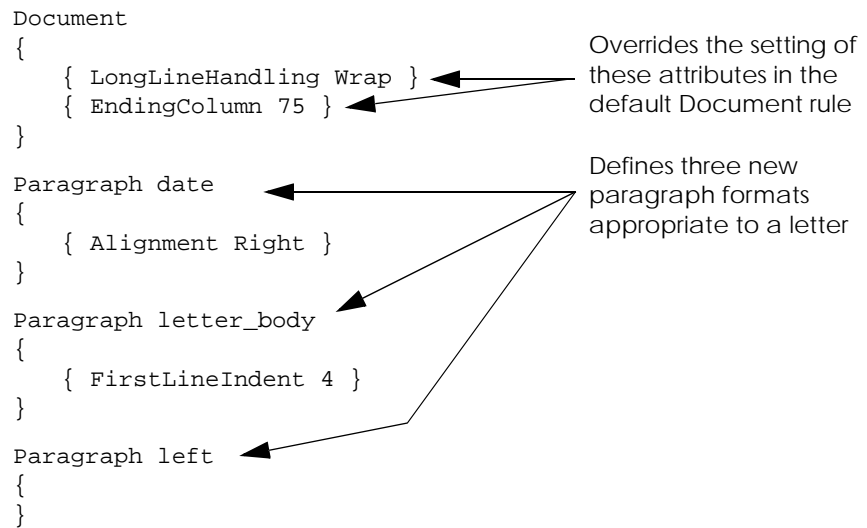 Document
{
{ LongLineHandling Wrap }
{ EndingColumn 75 }
}
Overrides the setting of
these attributes in the
default Document rule
Paragraph date
{
{ Alignment Right }
}
Defines three new
paragraph formats
appropriate to a letter
Paragraph letter_body
{
{ FirstLineIndent 4 }
}
Paragraph left
{
}